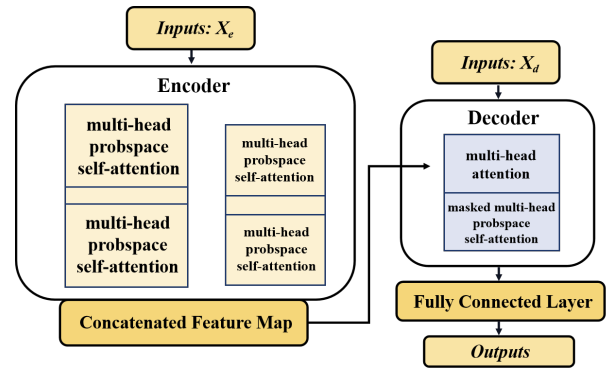 Inputs: Xe
Encoder
multi-head
probspace
self-attention
multi-head
probspace
self-attention
multi-head
probspace
self-attention
multi-head
probspace
self-attention
Concatenated Feature Map
Inputs: Xd
Decoder
multi-head
attention
masked multi-head
probspace
self-attention
Fully Connected Layer
Outputs